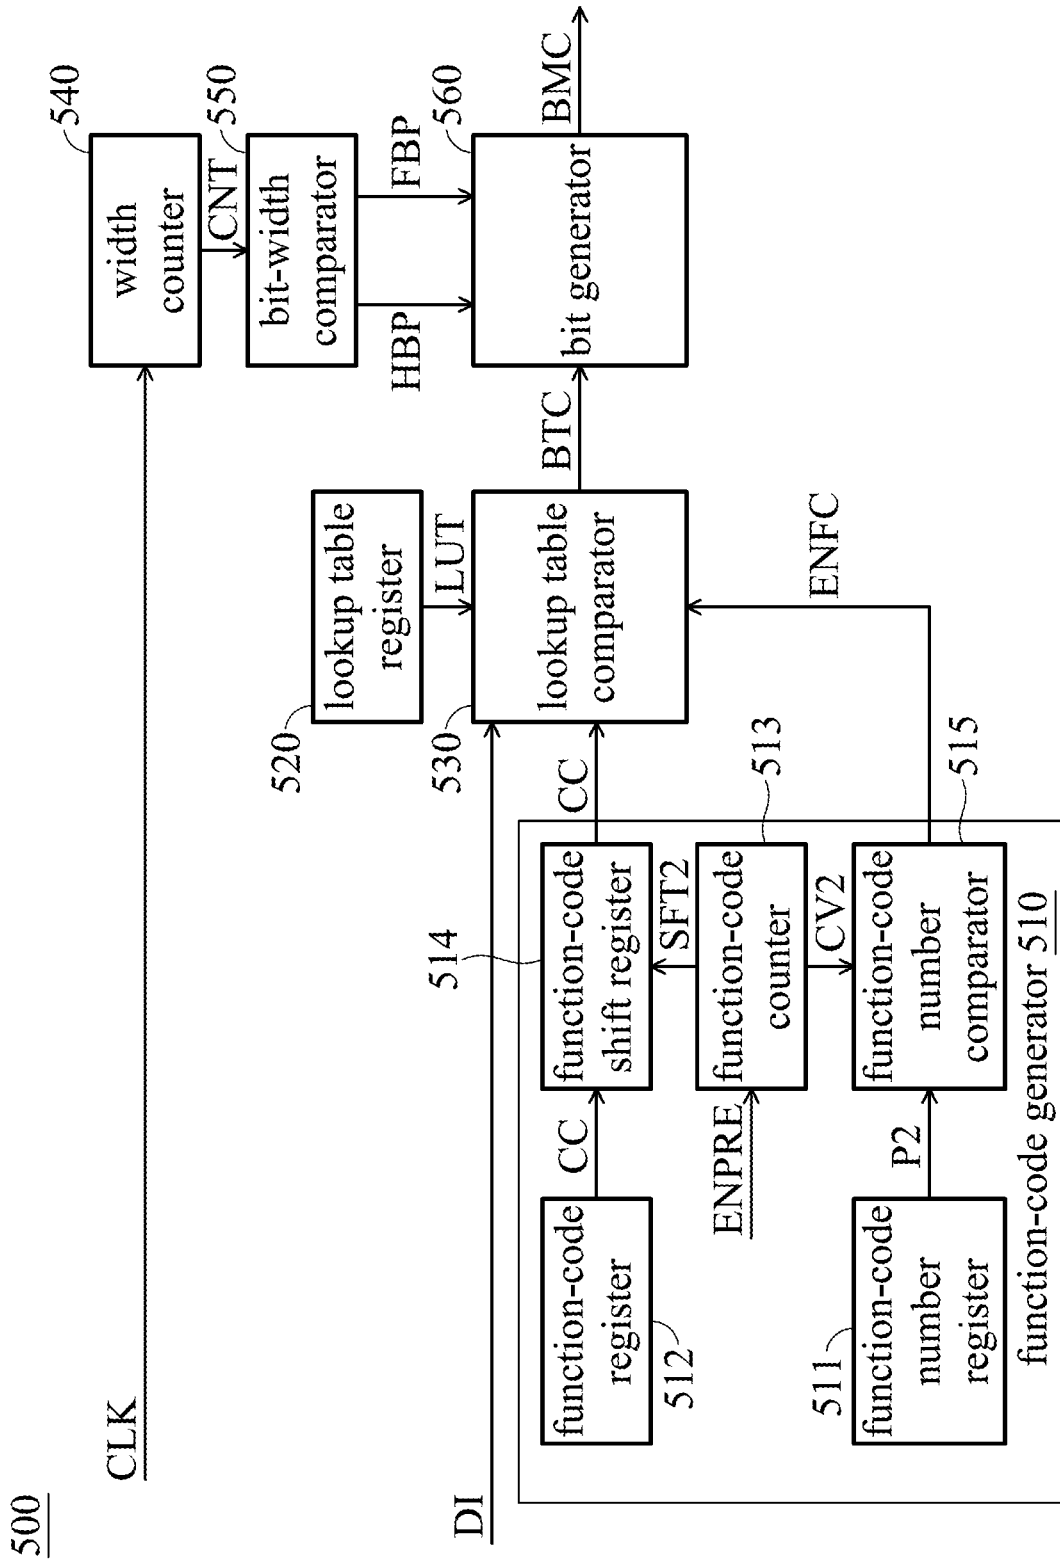 500
CLK
width
counter
540
CNT
bit-width
comparator
550
HBP
FBP
bit generator
560
BMC
lookup table
register
520
LUT
DI
lookup table
comparator
530
BTC
ENFC
function-code
register
512
CC
function-code
shift register
514
CC
SFT2
ENPRE
function-code
counter
513
CV2
function-code
number
register
511
P2
function-code
number
comparator
515
function-code generator 510